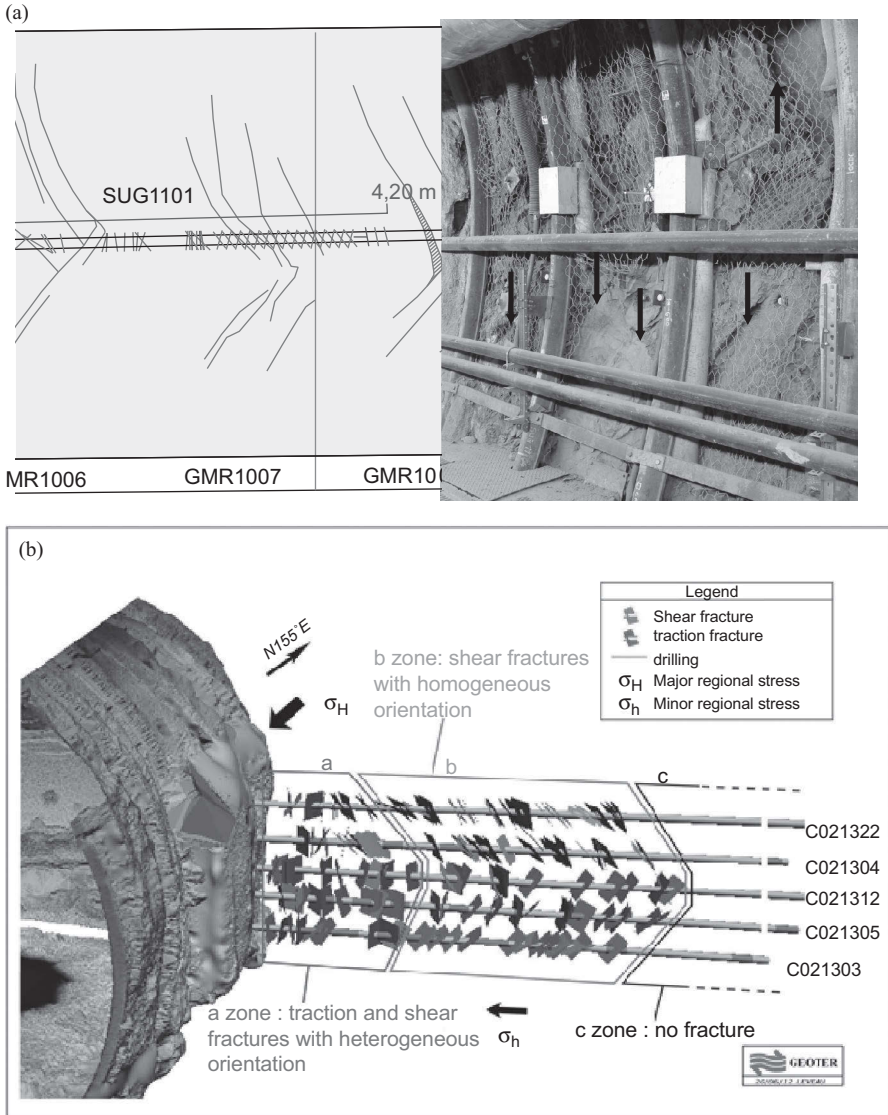 (a)
SUG1101
4,20 m
MR1006
GMR1007
GMR10
(b)
N155°E
σH
b zone: shear fractures
with homogeneous
orientation
Legend
Shear fracture
traction fracture
drilling
σH Major regional stress
σh Minor regional stress
a
b
c
C021322
C021304
C021312
C021305
C021303
a zone : traction and shear
fractures with heterogeneous
orientation
σh
c zone : no fracture
GEOTER